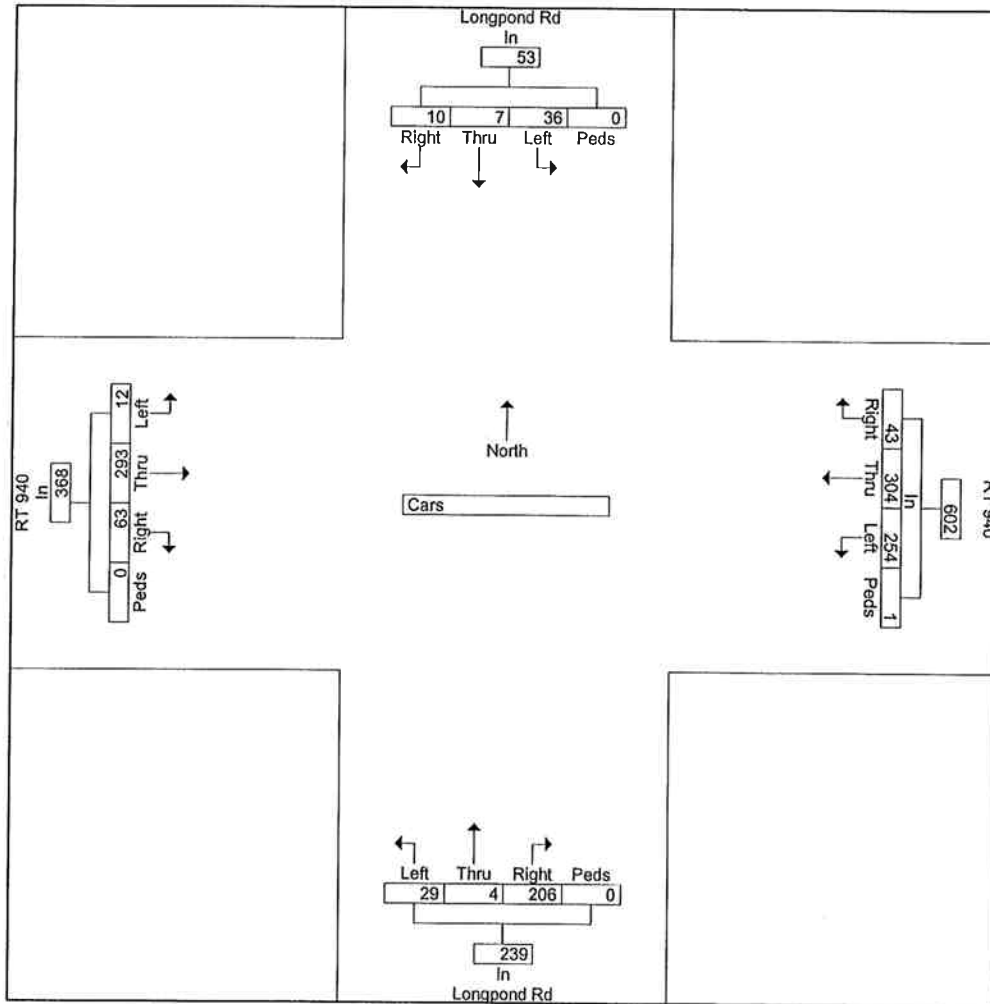 Longpond Rd
In
53
10 7 36 0
Right Thru Left Peds
RT 940
In
368
12 293 63 0
Left Thru Right Peds
North
Cars
43 304 254 1
Right Thru Left Peds
In
602
RT 940
Left Thru Right Peds
29 4 206 0
239
In
Longpond Rd